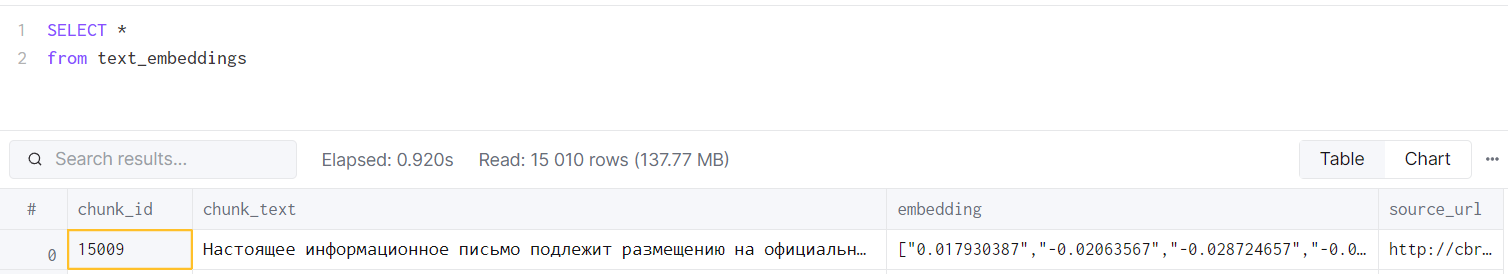 1 SELECT *
2 from text_embeddings
Search results...
Elapsed: 0.920s
Read: 15 010 rows (137.77 MB)
Table
Chart
# chunk_id chunk_text embedding source_url
0 15009 Настоящее информационное письмо подлежит размещению на официальн… ["0.017930387","-0.02063567","-0.028724657","-0.0… http://cbr…